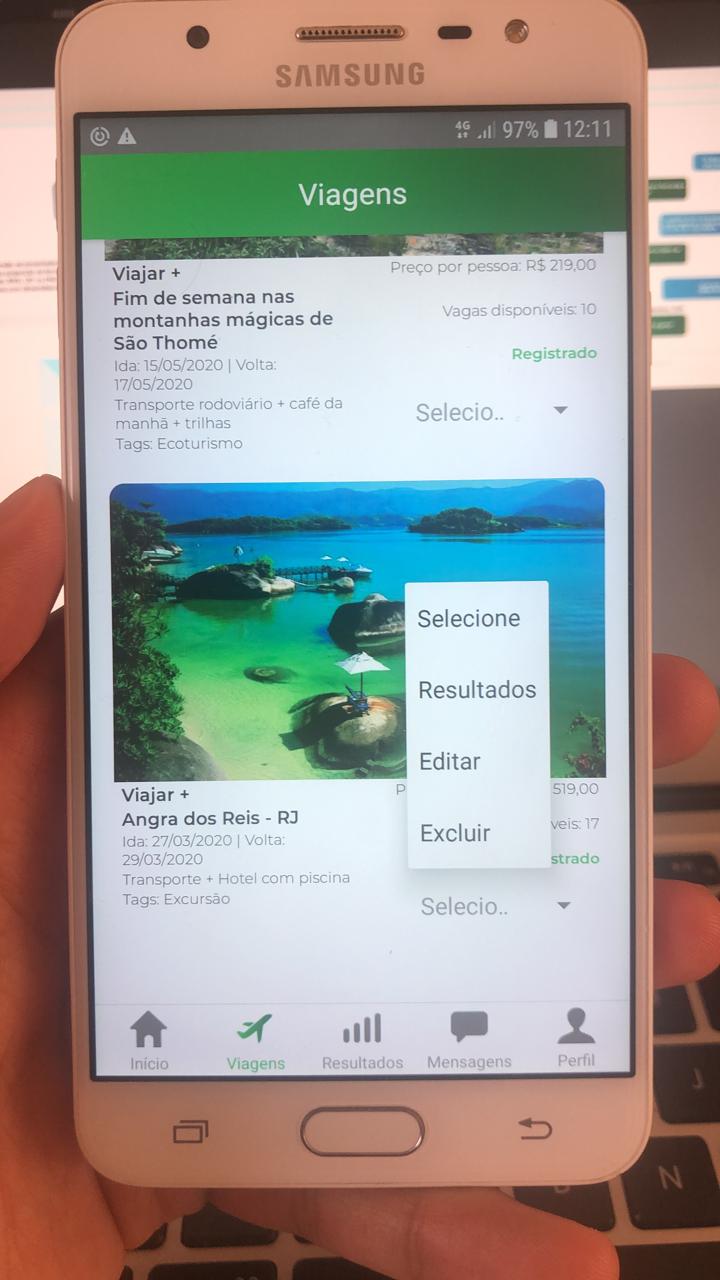 SAMSUNG
4G 97% 12:11
Viagens
Viajar +
Preço por pessoa: R$ 219,00
Fim de semana nas
montanhas mágicas de
São Thomé
Vagas disponíveis: 10
Registrado
Ida: 15/05/2020 | Volta:
17/05/2020
Transporte rodoviário + café da
manhã + trilhas
Tags: Ecoturismo
Selecio..
Selecione
Resultados
Editar
Excluir
Viajar +
P
519,00
Angra dos Reis - RJ
veis: 17
Ida: 27/03/2020 | Volta:
29/03/2020
strado
Transporte + Hotel com piscina
Tags: Excursão
Selecio..
Início
Viagens
Resultados
Mensagens
Perfil
J
N